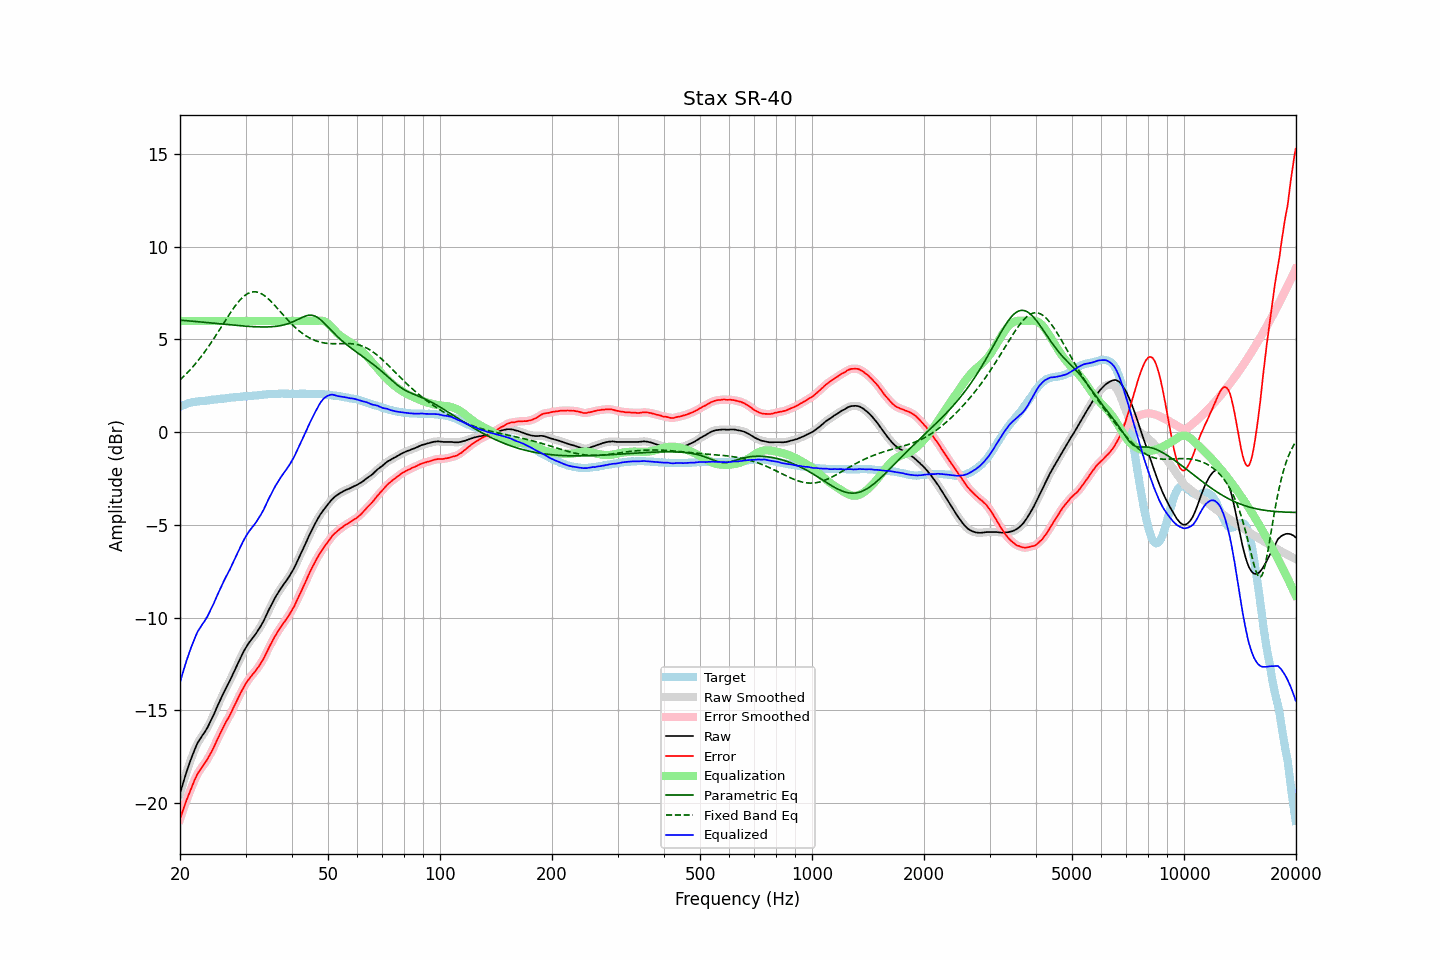 Stax SR-40
Amplitude (dBr)
15
10
5
0
−5
−10
−15
−20
Target
Raw Smoothed
Error Smoothed
Raw
Error
Equalization
Parametric Eq
Fixed Band Eq
Equalized
20 50 100 200 500 1000 2000 5000 10000 20000
Frequency (Hz)